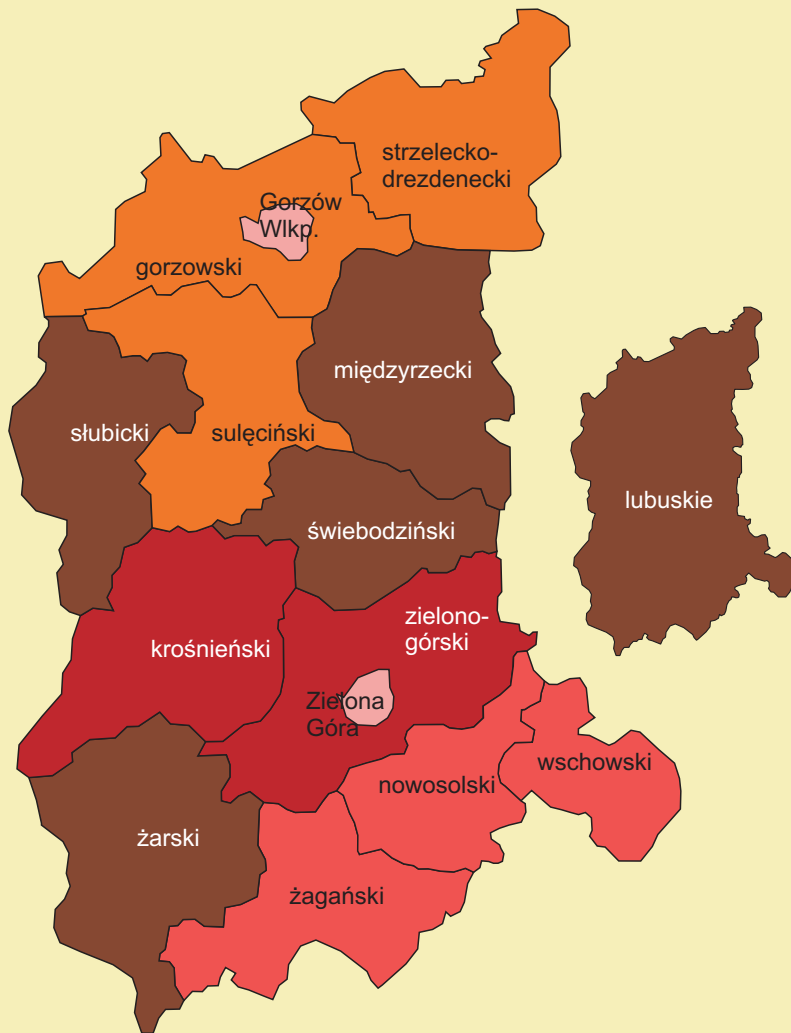 strzelecko-
drezdenecki
Gorzów
Wlkp.
gorzowski
międzyrzecki
słubicki
sulęciński
lubuskie
świebodziński
zielono-
górski
krośnieński
Zielona
Góra
wschowski
nowosolski
żarski
żagański